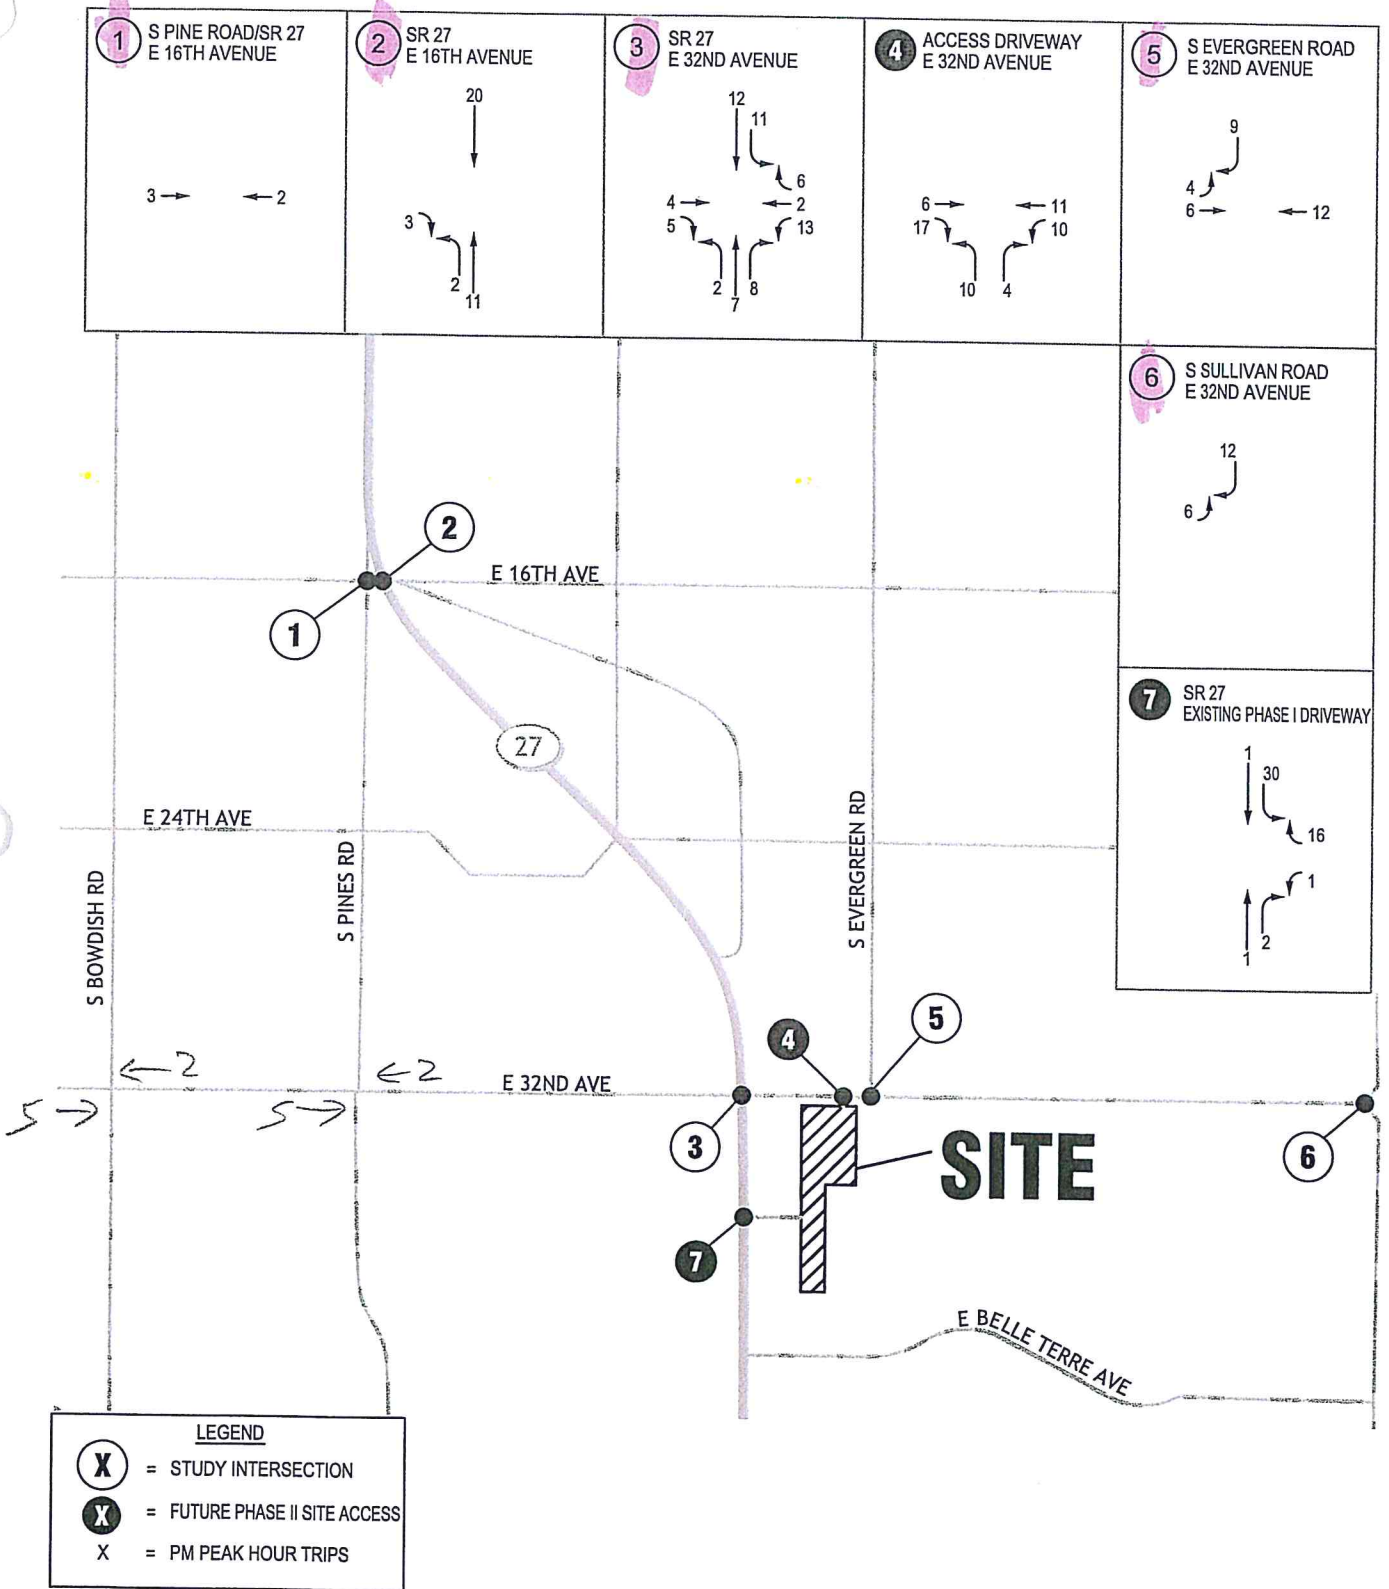 1
S PINE ROAD/SR 27
E 16TH AVENUE
3
2
2
SR 27
E 16TH AVENUE
20
3
2
11
3
SR 27
E 32ND AVENUE
12
11
6
4
2
5
13
2
7
8
4
ACCESS DRIVEWAY
E 32ND AVENUE
6
11
17
10
10
4
5
S EVERGREEN ROAD
E 32ND AVENUE
9
4
6
12
6
S SULLIVAN ROAD
E 32ND AVENUE
12
6
7
SR 27
EXISTING PHASE I DRIVEWAY
1
30
16
1
1
2
2
E 16TH AVE
1
27
E 24TH AVE
S BOWDISH RD
S PINES RD
S EVERGREEN RD
5
4
←2
←2
E 32ND AVE
5→
5→
3
SITE
6
7
E BELLE TERRE AVE
LEGEND
X = STUDY INTERSECTION
X = FUTURE PHASE II SITE ACCESS
X = PM PEAK HOUR TRIPS